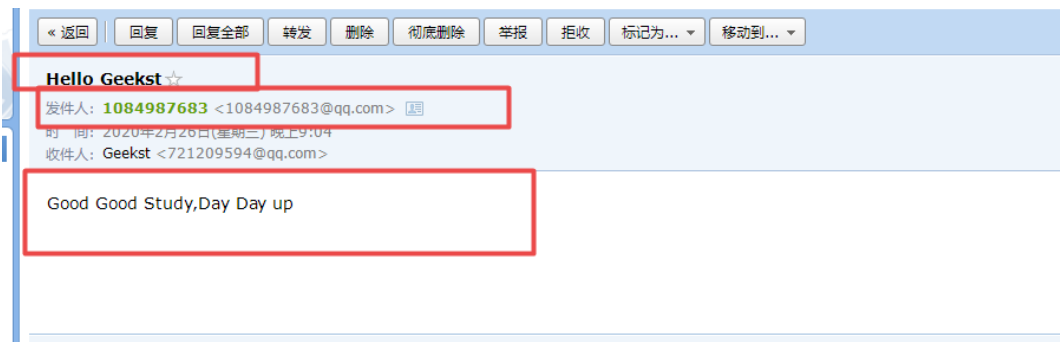 « 返回 回复 回复全部 转发 删除 彻底删除 举报 拒收 标记为... 移动到...
Hello Geekst
发件人: 1084987683 <1084987683@qq.com>
时 间: 2020年2月26日(星期三) 晚上9:04
收件人: Geekst <721209594@qq.com>
Good Good Study,Day Day up